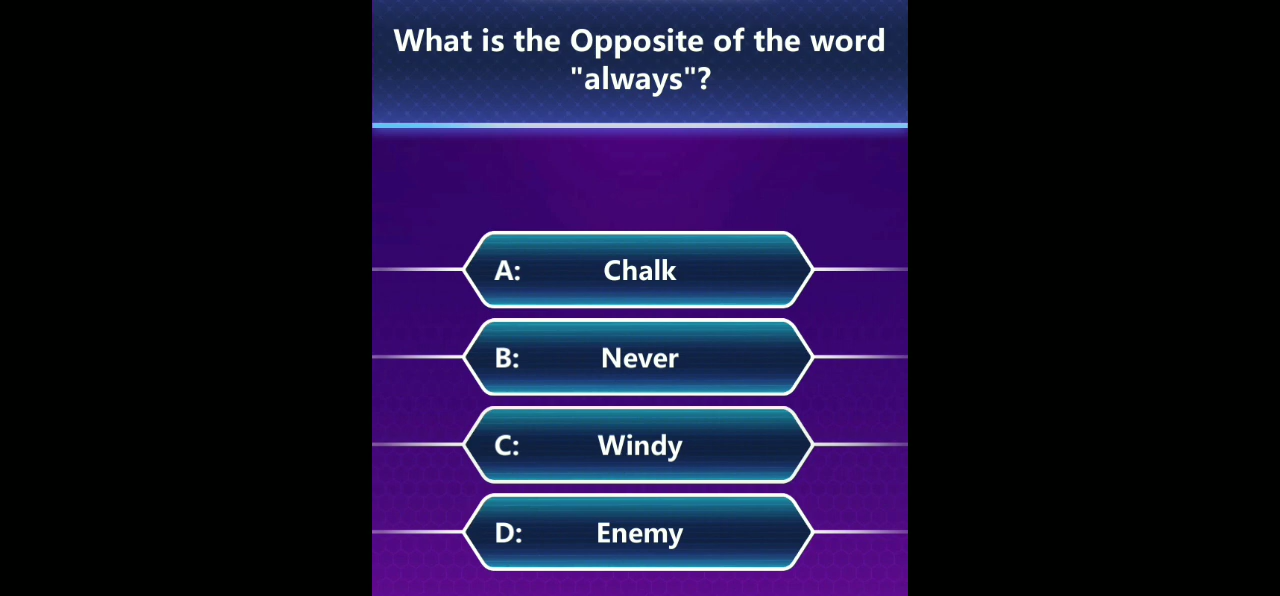 What is the Opposite of the word
"always"?
A: Chalk
B: Never
C: Windy
D: Enemy